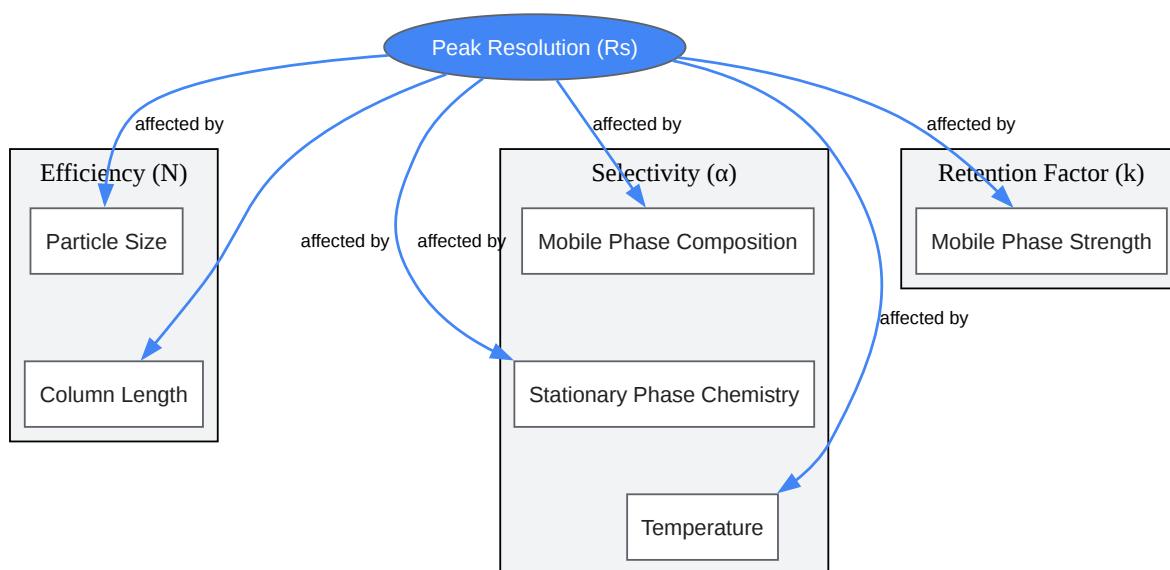 Peak Resolution (Rs)
affected by
affected by
affected by
Efficiency (N)
Selectivity (α)
Retention Factor (k)
Particle Size
Mobile Phase Composition
Mobile Phase Strength
affected by
affected by
affected by
Column Length
Stationary Phase Chemistry
Temperature